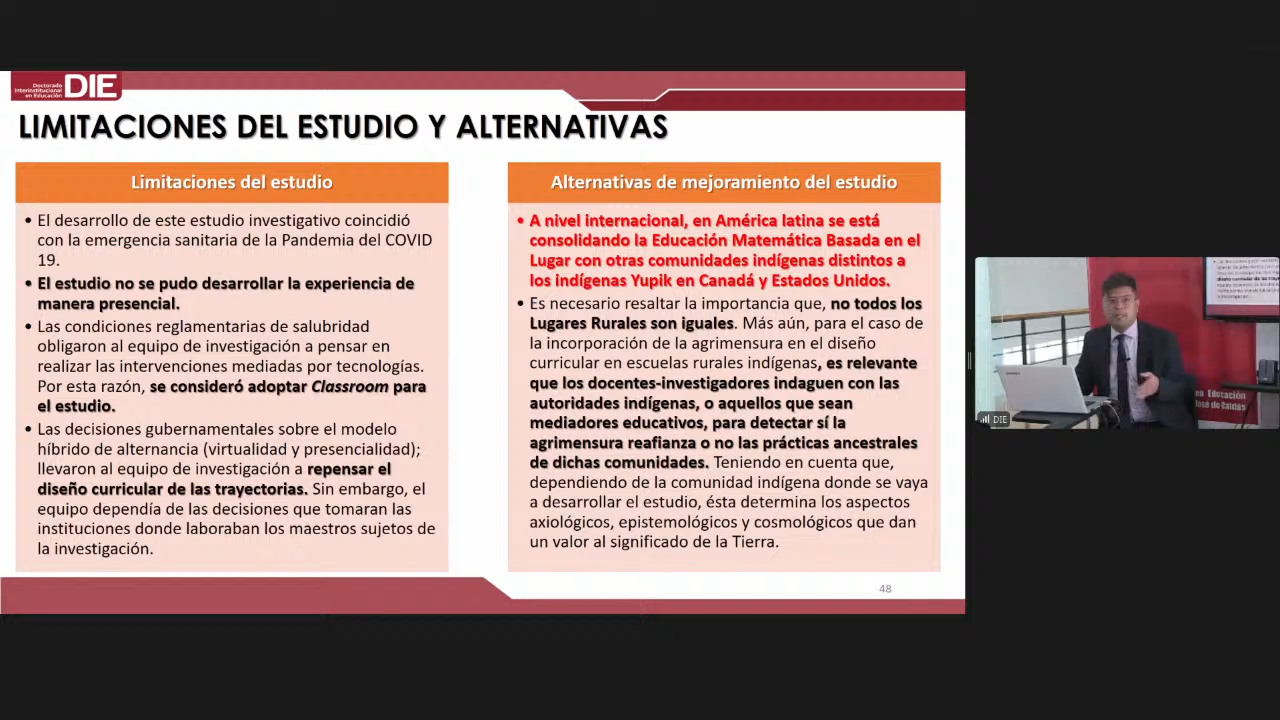 Doctorado
Interinstitucional
en Educación
DIE
LIMITACIONES DEL ESTUDIO Y ALTERNATIVAS
Limitaciones del estudio
• El desarrollo de este estudio investigativo coincidió
con la emergencia sanitaria de la Pandemia del COVID
19.
• El estudio no se pudo desarrollar la experiencia de
manera presencial.
• Las condiciones reglamentarias de salubridad
obligaron al equipo de investigación a pensar en
realizar las intervenciones mediadas por tecnologías.
Por esta razón, se consideró adoptar Classroom para
el estudio.
• Las decisiones gubernamentales sobre el modelo
híbrido de alternancia (virtualidad y presencialidad);
llevaron al equipo de investigación a repensar el
diseño curricular de las trayectorias. Sin embargo, el
equipo dependía de las decisiones que tomaran las
instituciones donde laboraban los maestros sujetos de
la investigación.
Alternativas de mejoramiento del estudio
• A nivel internacional, en América latina se está
consolidando la Educación Matemática Basada en el
Lugar con otras comunidades indígenas distintos a
los indígenas Yupik en Canadá y Estados Unidos.
• Es necesario resaltar la importancia que, no todos los
Lugares Rurales son iguales. Más aún, para el caso de
la incorporación de la agrimensura en el diseño
curricular en escuelas rurales indígenas, es relevante
que los docentes-investigadores indaguen con las
autoridades indígenas, o aquellos que sean
mediadores educativos, para detectar sí la
agrimensura reafianza o no las prácticas ancestrales
de dichas comunidades. Teniendo en cuenta que,
dependiendo de la comunidad indígena donde se vaya
a desarrollar el estudio, ésta determina los aspectos
axiológicos, epistemológicos y cosmológicos que dan
un valor al significado de la Tierra.
48
en Educación
José de Caldas
DIE